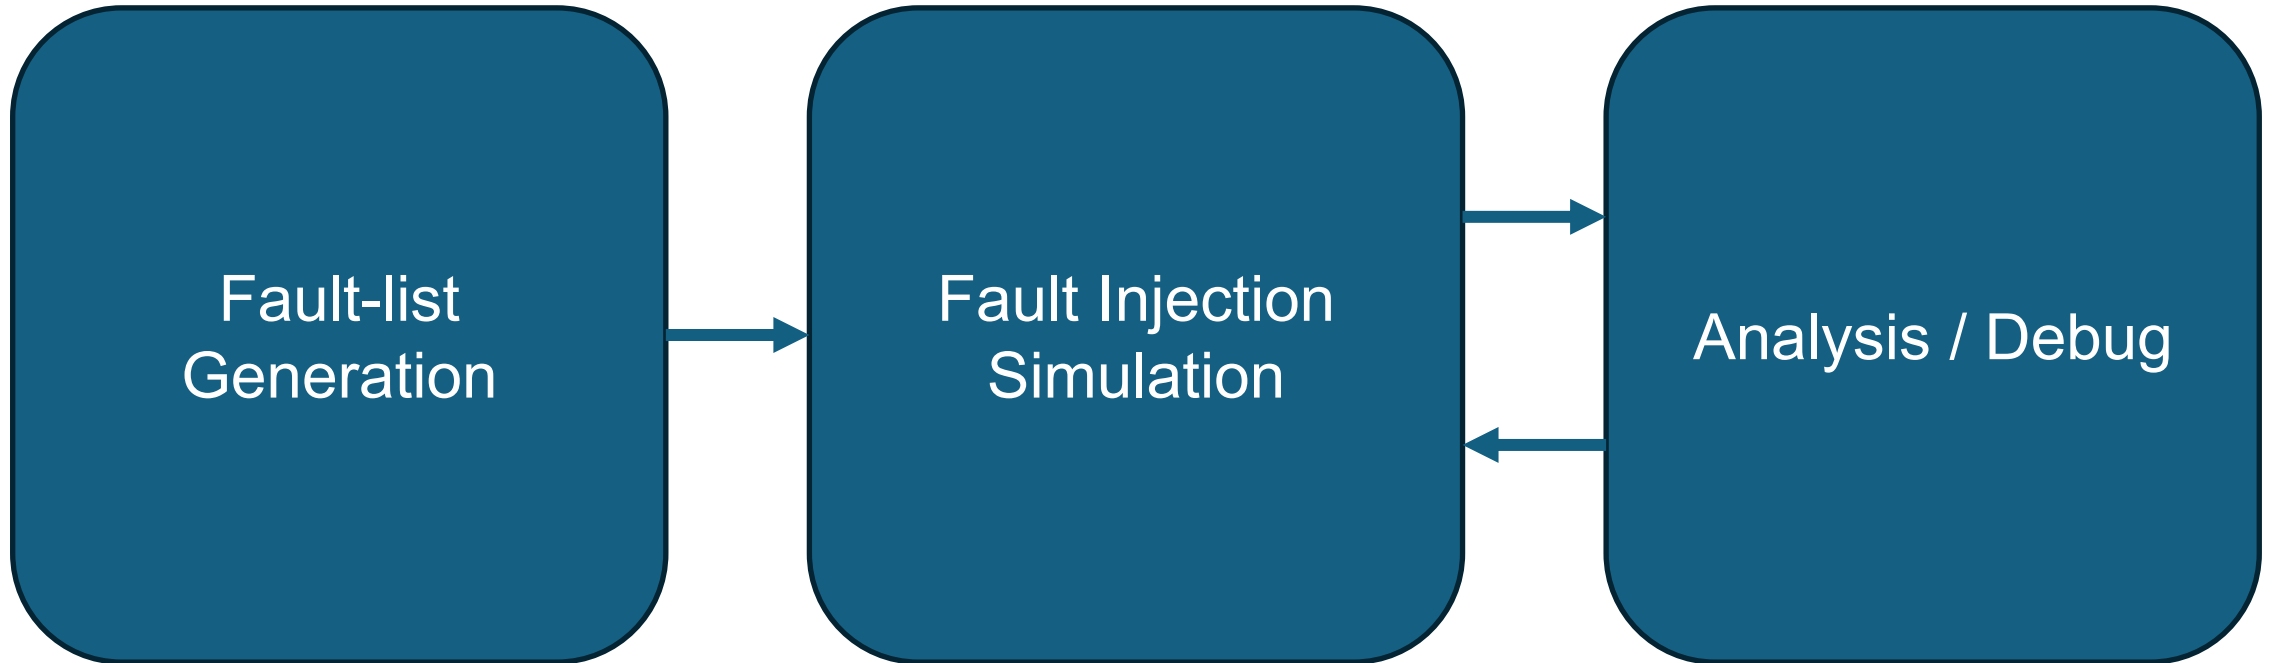 Fault-list
Generation
Fault Injection
Simulation
Analysis / Debug